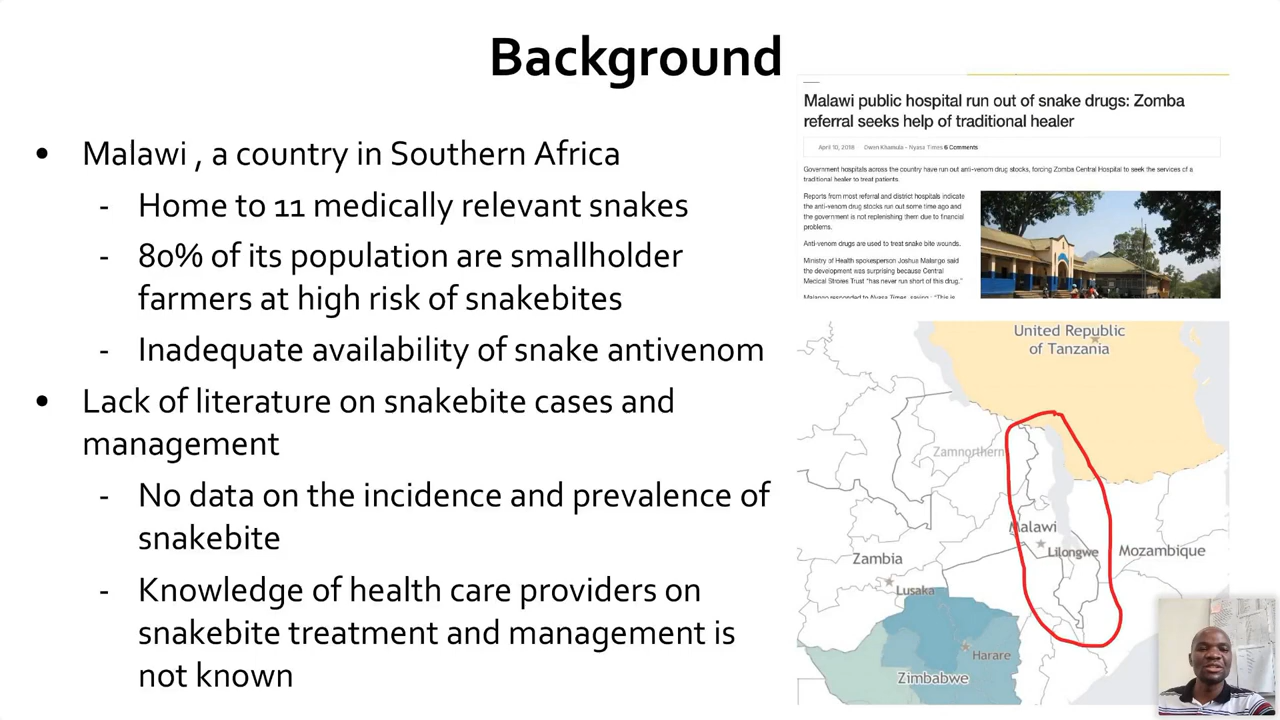 Background
• Malawi , a country in Southern Africa
- Home to 11 medically relevant snakes
- 80% of its population are smallholder
farmers at high risk of snakebites
- Inadequate availability of snake antivenom
• Lack of literature on snakebite cases and
management
- No data on the incidence and prevalence of
snakebite
- Knowledge of health care providers on
snakebite treatment and management is
not known
Malawi public hospital run out of snake drugs: Zomba
referral seeks help of traditional healer
April 10, 2018 Owen Khamula - Nyasa Times 6 Comments
Government hospitals across the country have run out anti-venom drug stocks, forcing Zomba Central Hospital to seek the services of a
traditional healer to treat patients.
Reports from most referral and district hospitals indicate
the anti-venom drug stocks run out some time ago and
the government is not replenishing them due to financial
problems.
Anti-venom drugs are used to treat snake bite wounds.
Ministry of Health spokesperson Joshua Malango said
the development was surprising because Central
Medical Strores Trust "has never run short of this drug."
Malango responded to Nyasa Times, saying : "This is
United Republic
of Tanzania
Zamnorthern
Malawi
Lilongwe
Mozambique
Zambia
Lusaka
Harare
Zimbabwe